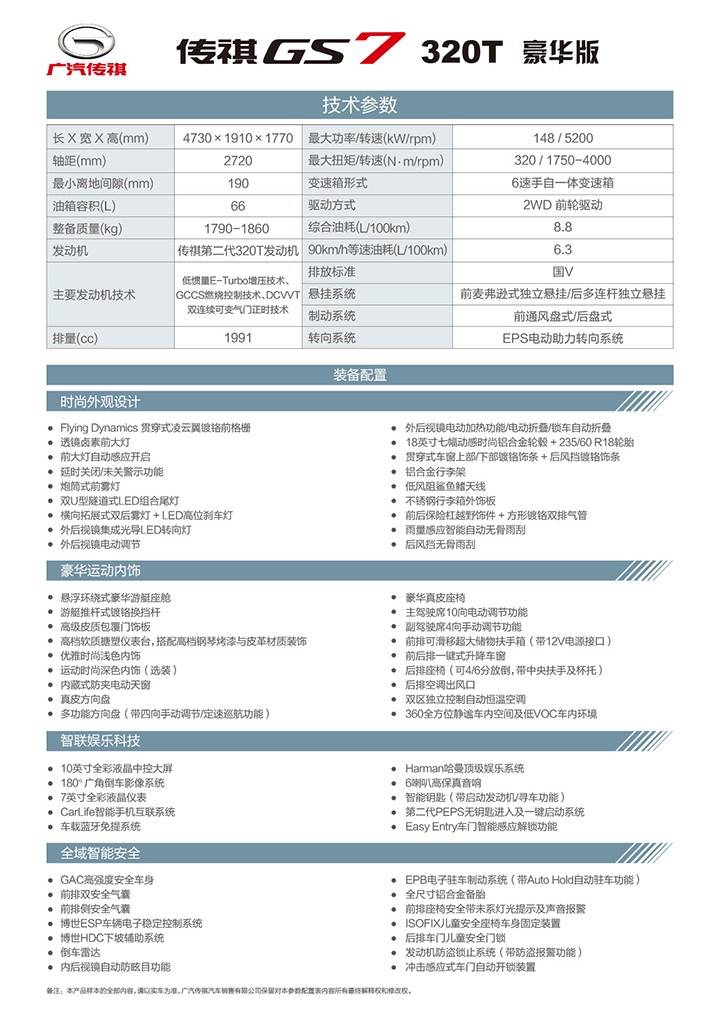 广汽传祺
传祺GS7 320T 豪华版
技术参数
长 X 宽 X 高(mm) 4730×1910×1770 最大功率/转速(kW/rpm) 148 / 5200
轴距(mm) 2720 最大扭矩/转速(N·m/rpm) 320 / 1750-4000
最小离地间隙(mm) 190 变速箱形式 6速手自一体变速箱
油箱容积(L) 66 驱动方式 2WD 前轮驱动
整备质量(kg) 1790-1860 综合油耗(L/100km) 8.8
发动机 传祺第二代320T发动机 90km/h等速油耗(L/100km) 6.3
主要发动机技术
低惯量E-Turbo增压技术、
GCCS燃烧控制技术、DCVVT
双连续可变气门正时技术
排放标准 国V
悬挂系统 前麦弗逊式独立悬挂/后多连杆独立悬挂
制动系统 前通风盘式/后盘式
排量(cc) 1991 转向系统 EPS电动助力转向系统
装备配置
时尚外观设计
● Flying Dynamics 贯穿式凌云翼镀铬前格栅
● 透镜卤素前大灯
● 前大灯自动感应开启
● 延时关闭/未关警示功能
● 炮筒式前雾灯
● 双U型隧道式LED组合尾灯
● 横向拓展式双后雾灯 + LED高位刹车灯
● 外后视镜集成光导LED转向灯
● 外后视镜电动调节
● 外后视镜电动加热功能/电动折叠/锁车自动折叠
● 18英寸七幅动感时尚铝合金轮毂 + 235/60 R18轮胎
● 贯穿式车窗上部/下部镀铬饰条 + 后风挡镀铬饰条
● 铝合金行李架
● 低风阻鲨鱼鳍天线
● 不锈钢行李箱外饰板
● 前后保险杠越野饰件 + 方形镀铬双排气管
● 雨量感应智能自动无骨雨刮
● 后风挡无骨雨刮
豪华运动内饰
● 悬浮环绕式豪华游艇座舱
● 游艇推杆式镀铬换挡杆
● 高级皮质包覆门饰板
● 高档软质搪塑仪表台，搭配高档钢琴烤漆与皮革材质装饰
● 优雅时尚浅色内饰
● 运动时尚深色内饰（选装）
● 内藏式防夹电动天窗
● 真皮方向盘
● 多功能方向盘（带四向手动调节/定速巡航功能）
● 豪华真皮座椅
● 主驾驶席10向电动调节功能
● 副驾驶席4向手动调节功能
● 前排可滑移超大储物扶手箱（带12V电源接口）
● 前后排一键式升降车窗
● 后排座椅（可4/6分放倒，带中央扶手及杯托）
● 后排空调出风口
● 双区独立控制自动恒温空调
● 360全方位静谧车内空间及低VOC车内环境
智联娱乐科技
● 10英寸全彩液晶中控大屏
● 180° 广角倒车影像系统
● 7英寸全彩液晶仪表
● CarLife智能手机互联系统
● 车载蓝牙免提系统
● Harman哈曼顶级娱乐系统
● 6喇叭高保真音响
● 智能钥匙（带启动发动机/寻车功能）
● 第二代PEPS无钥匙进入及一键启动系统
● Easy Entry车门智能感应解锁功能
全域智能安全
● GAC高强度安全车身
● 前排双安全气囊
● 前排侧安全气囊
● 博世ESP车辆电子稳定控制系统
● 博世HDC下坡辅助系统
● 倒车雷达
● 内后视镜自动防眩目功能
● EPB电子驻车制动系统（带Auto Hold自动驻车功能）
● 全尺寸铝合金备胎
● 前排座椅安全带未系灯光提示及声音报警
● ISOFIX儿童安全座椅车身固定装置
● 后排车门儿童安全门锁
● 发动机防盗锁止系统（带防盗报警功能）
● 冲击感应式车门自动开锁装置
备注：本产品样本的全部内容，请以实车为准，广汽传祺汽车销售有限公司保留对本参数配置表内容所有最终解释权和修改权。